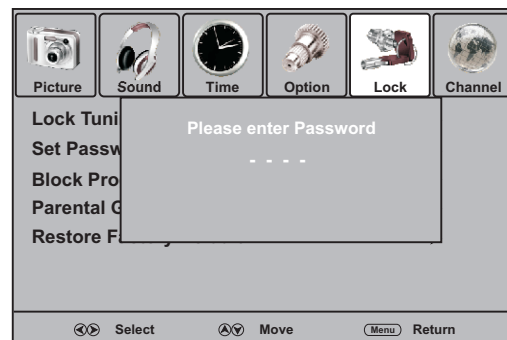 Picture Sound Time Option Lock Channel
Lock Tuni
Please enter Password
Set Passw
- - - -
Block Pro
Parental G
Restore F
Select Move Menu Return